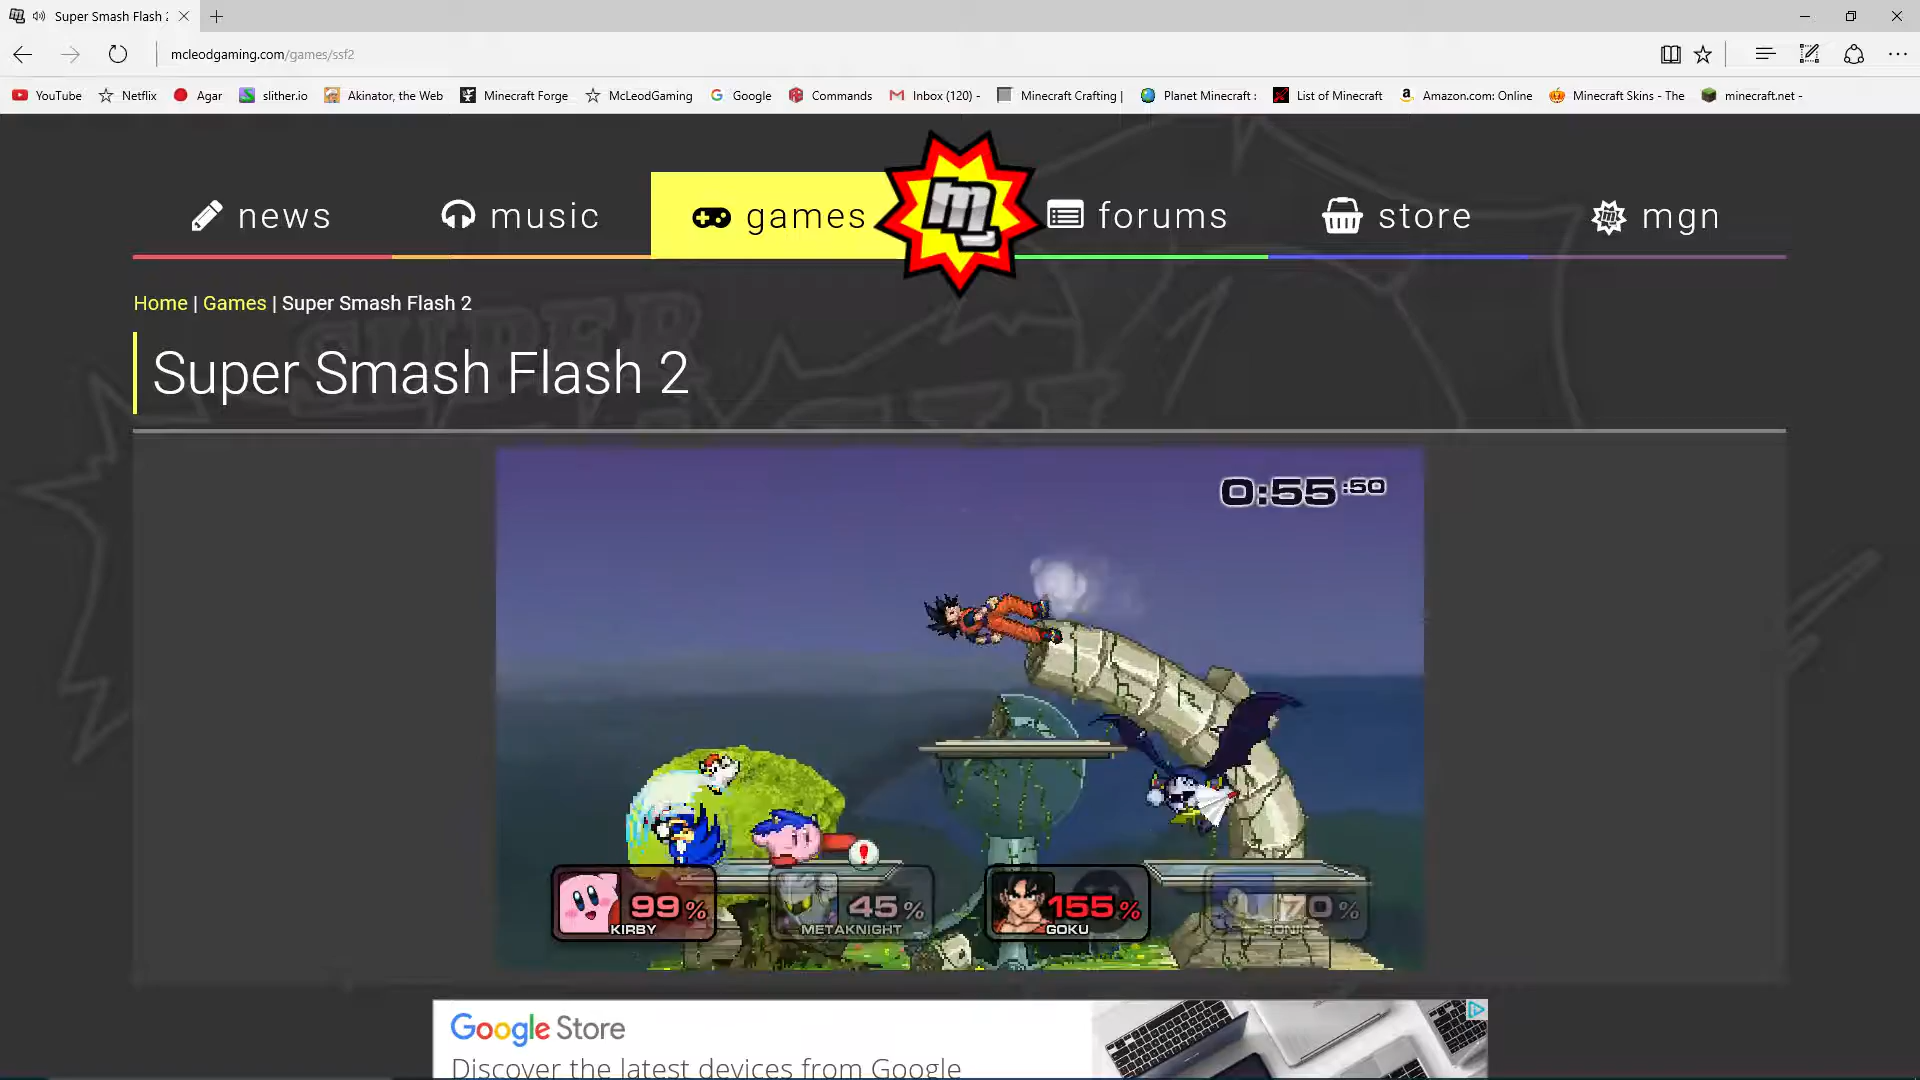 Super Smash Flash 2
mcleodgaming.com/games/ssf2
YouTube Netflix Agar slither.io Akinator, the Web Minecraft Forge McLeodGaming Google Commands Inbox (120) - Minecraft Crafting | Planet Minecraft : List of Minecraft Amazon.com: Online Minecraft Skins - The minecraft.net -
news music games m forums store mgn
Home | Games | Super Smash Flash 2
Super Smash Flash 2
0:55:50
99% 45% 155% 70%
KIRBY METAKNIGHT GOKU SONIC
Google Store
Discover the latest devices from Google